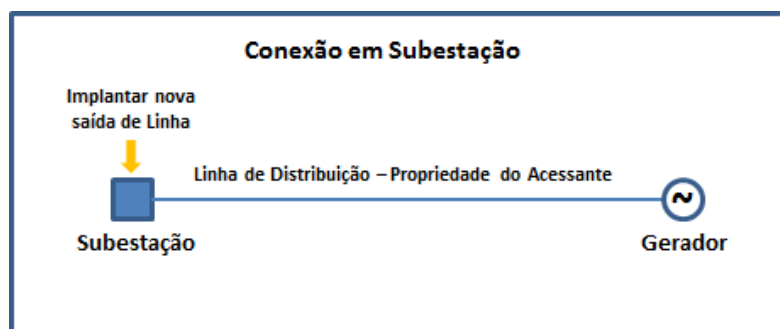 Conexão em Subestação
Implantar nova
saída de Linha
Linha de Distribuição – Propriedade do Acessante
~
Subestação
Gerador